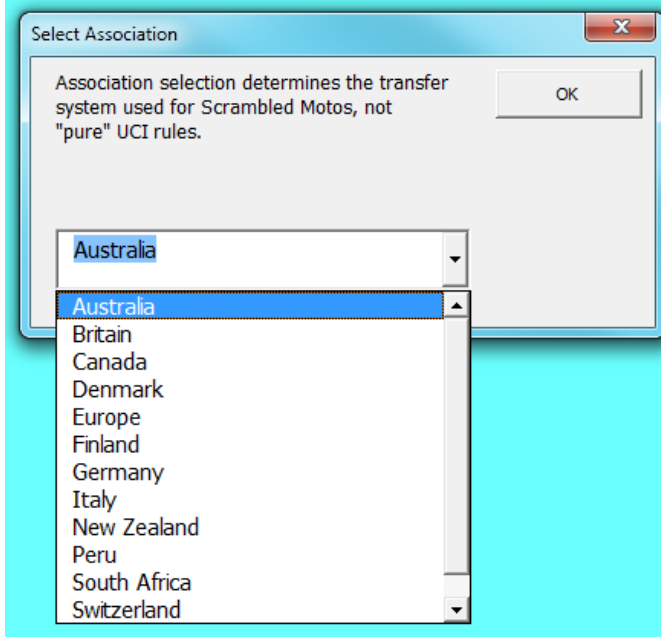 Select Association
Association selection determines the transfer
system used for Scrambled Motos, not
"pure" UCI rules.
OK
Australia
Australia
Britain
Canada
Denmark
Europe
Finland
Germany
Italy
New Zealand
Peru
South Africa
Switzerland